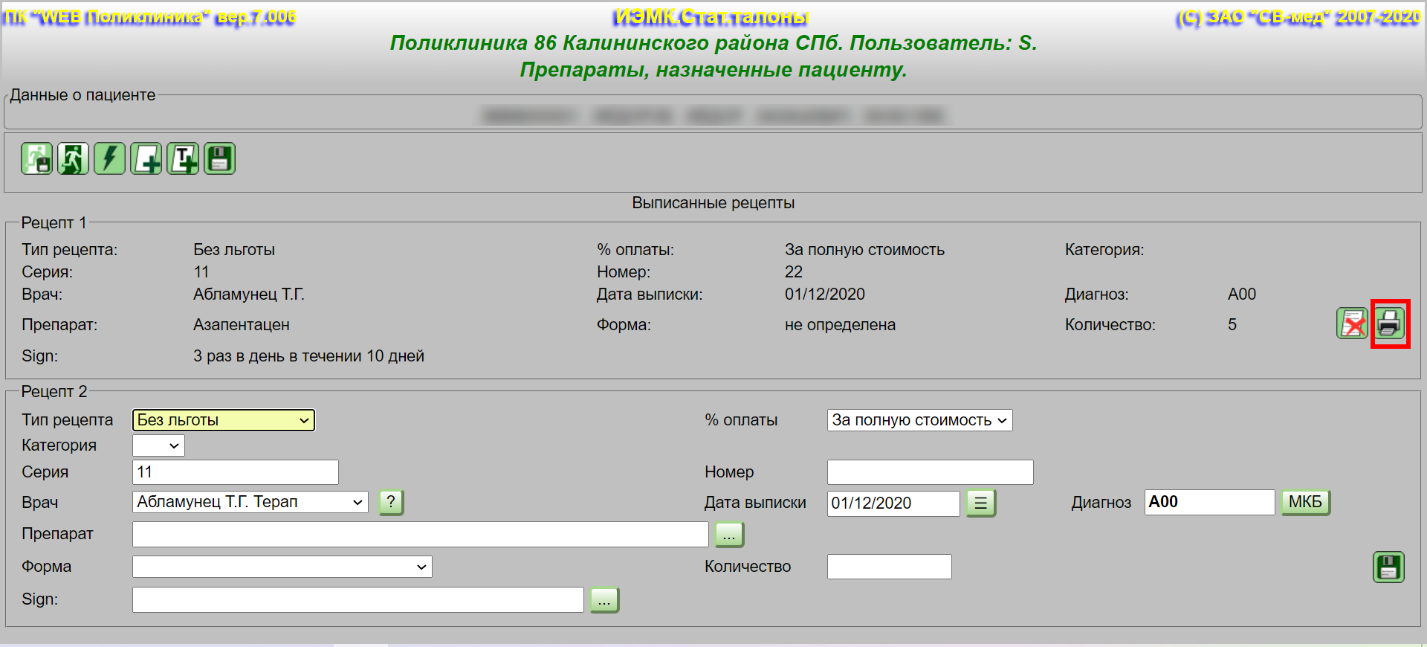 ПК "WEB Поликлиника" вер.7.006 ИЭМК.Стат.талоны (С) ЗАО "СВ-мед" 2007-2020
Поликлиника 86 Калининского района СПб. Пользователь: S.
Препараты, назначенные пациенту.
Данные о пациенте
T
Выписанные рецепты
Рецепт 1
Тип рецепта: Без льготы % оплаты: За полную стоимость Категория:
Серия: 11 Номер: 22
Врач: Абламунец Т.Г. Дата выписки: 01/12/2020 Диагноз: A00
Препарат: Азапентацен Форма: не определена Количество: 5
Sign: 3 раз в день в течении 10 дней
Рецепт 2
Тип рецепта Без льготы % оплаты За полную стоимость
Категория
Серия 11 Номер
Врач Абламунец Т.Г. Терап ? Дата выписки 01/12/2020 Диагноз A00 МКБ
Препарат ...
Форма Количество
Sign: ...